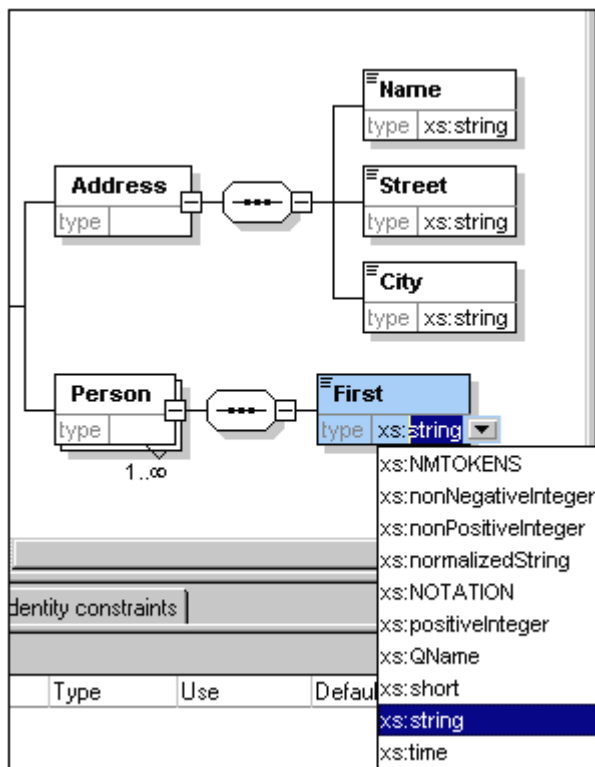 Name
type xs:string
Address
type
Street
type xs:string
City
type xs:string
Person
type
1..∞
First
type xs:string
xs:NMTOKENS
xs:nonNegativeInteger
xs:nonPositiveInteger
xs:normalizedString
xs:NOTATION
xs:positiveInteger
xs:QName
xs:short
xs:string
xs:time
dentity constraints
Type Use Defaul